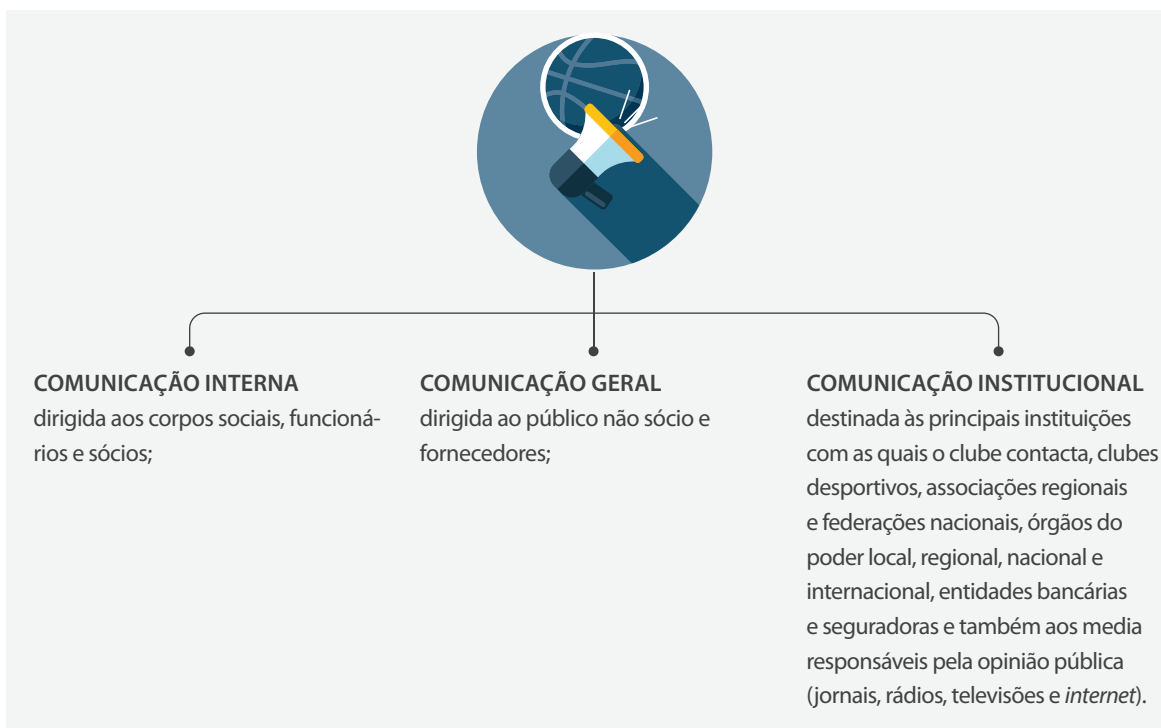 COMUNICAÇÃO INTERNA
dirigida aos corpos sociais, funcioná-
rios e sócios;
COMUNICAÇÃO GERAL
dirigida ao público não sócio e
fornecedores;
COMUNICAÇÃO INSTITUCIONAL
destinada às principais instituições
com as quais o clube contacta, clubes
desportivos, associações regionais
e federações nacionais, órgãos do
poder local, regional, nacional e
internacional, entidades bancárias
e seguradoras e também aos media
responsáveis pela opinião pública
(jornais, rádios, televisões e internet).